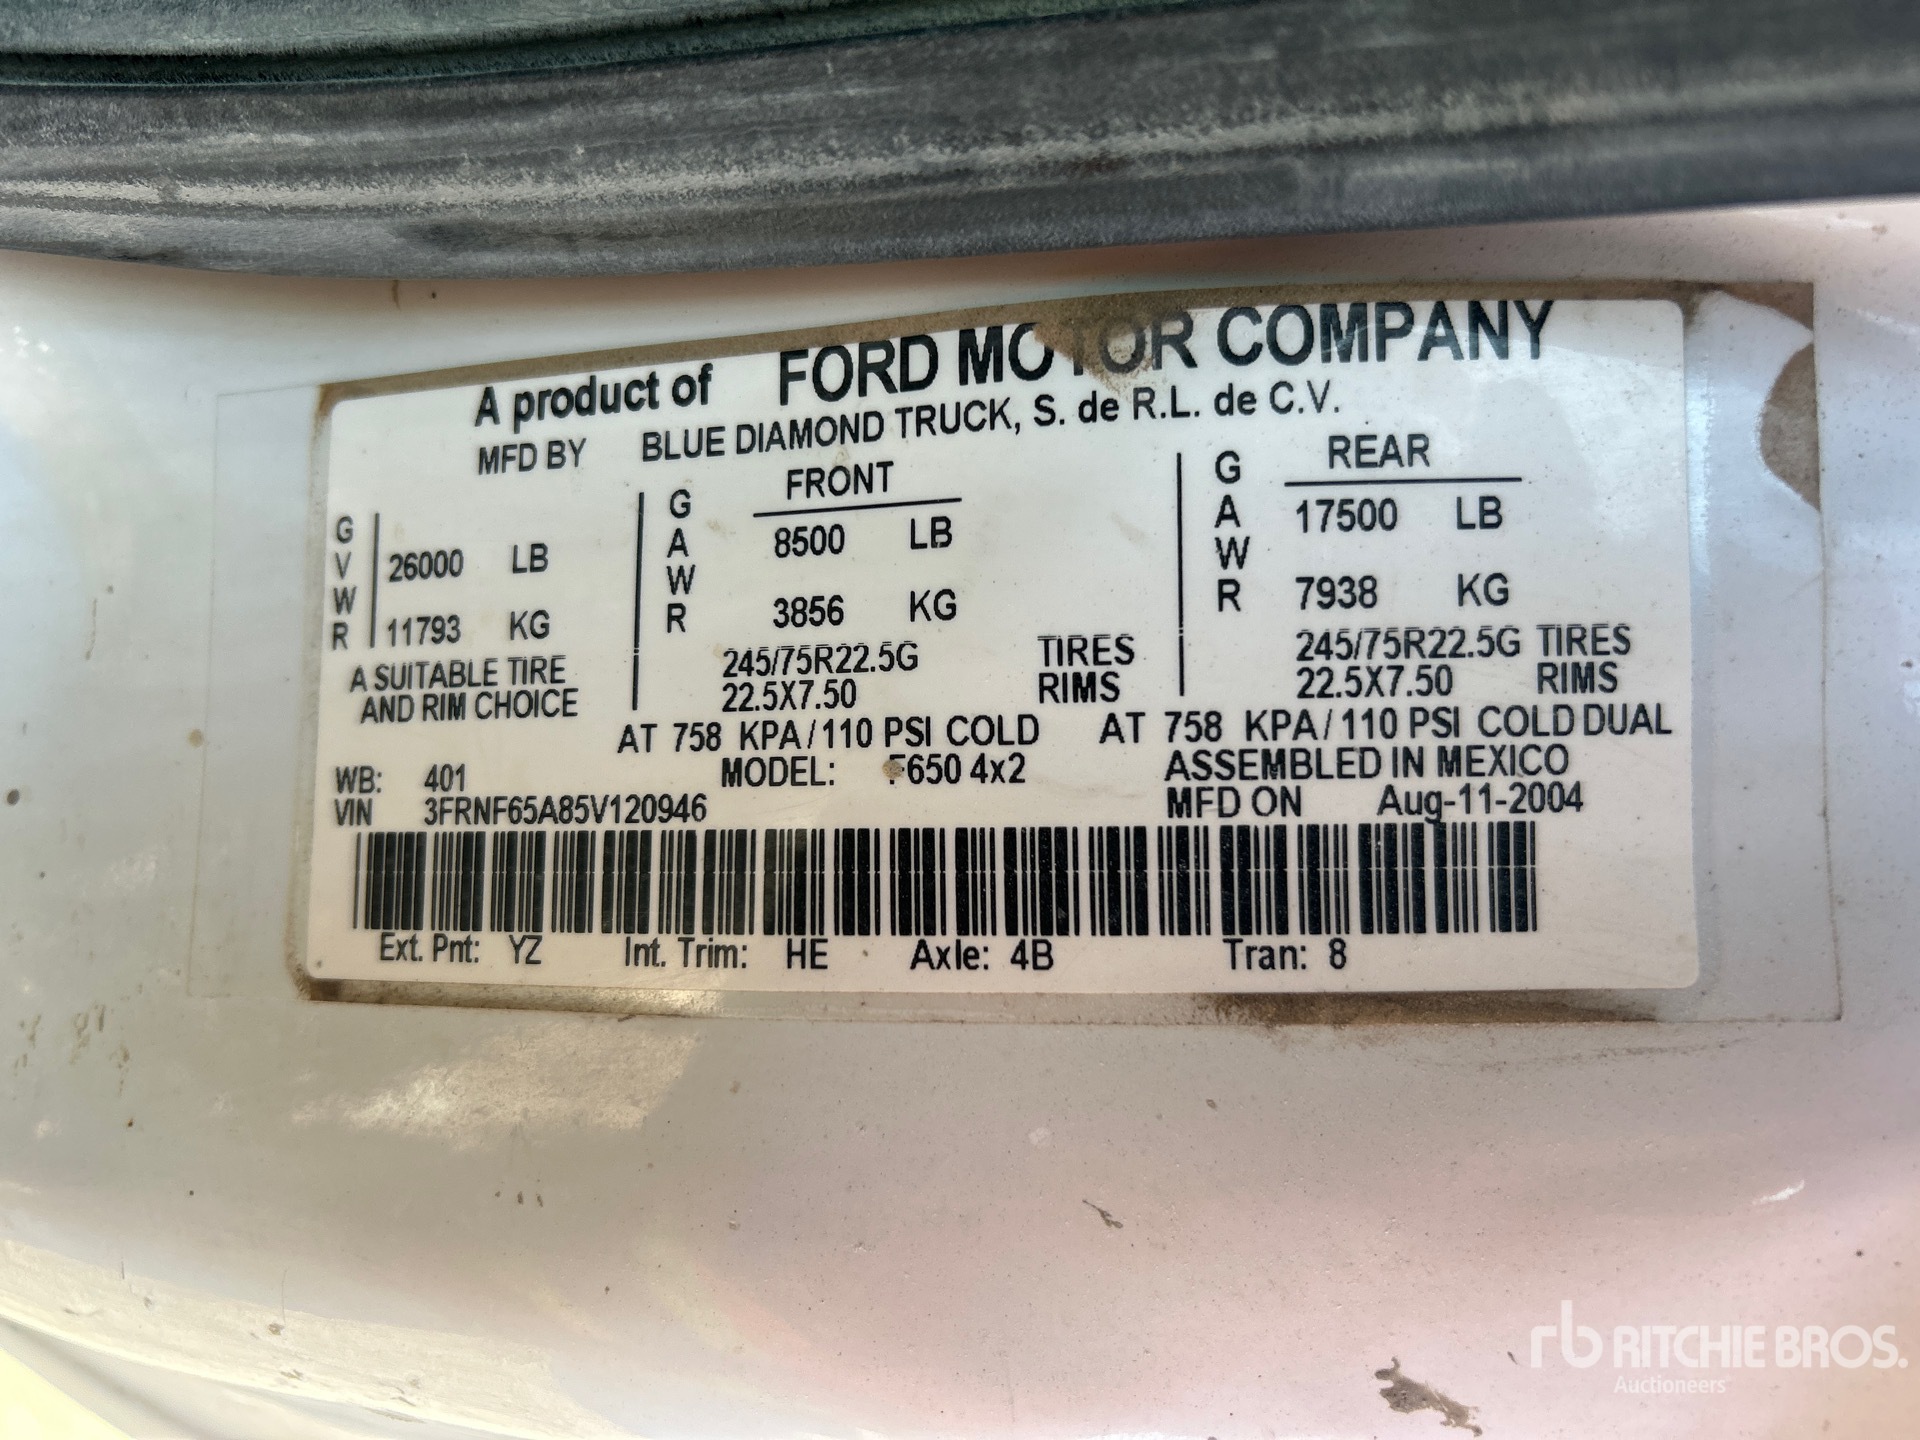 A product of FORD MOTOR COMPANY
MFD BY BLUE DIAMOND TRUCK, S. de R.L. de C.V.
GVWR 26000 LB
11793 KG
GAWR FRONT
8500 LB
3856 KG
GAWR REAR
17500 LB
7938 KG
A SUITABLE TIRE
AND RIM CHOICE
245/75R22.5G TIRES
22.5X7.50 RIMS
AT 758 KPA/110 PSI COLD
245/75R22.5G TIRES
22.5X7.50 RIMS
AT 758 KPA/110 PSI COLD DUAL
WB: 401 MODEL: F650 4x2 ASSEMBLED IN MEXICO
VIN 3FRNF65A85V120946 MFD ON Aug-11-2004
Ext. Pnt: YZ Int. Trim: HE Axle: 4B Tran: 8
rb RITCHIE BROS.
Auctioneers